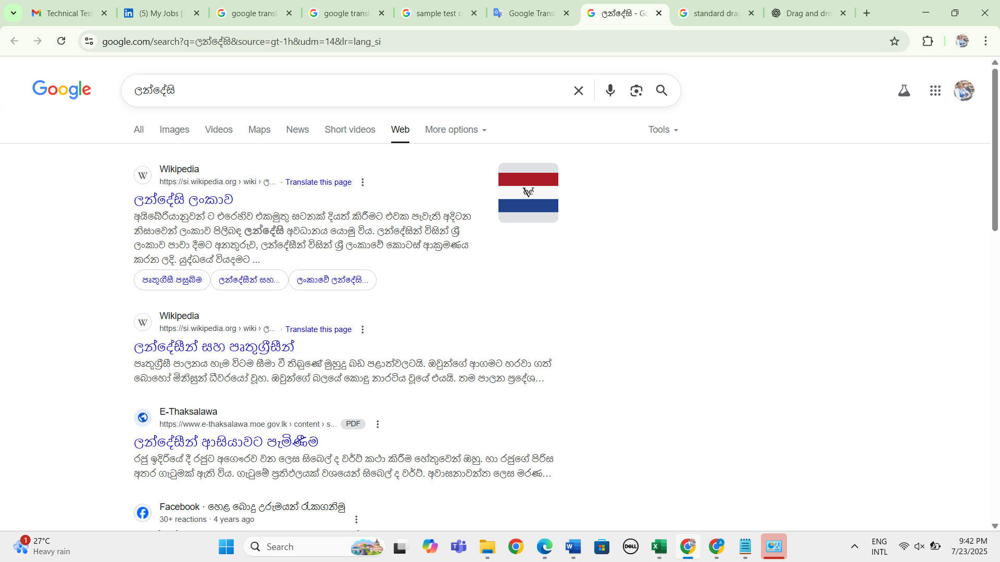 Technical Test
(5) My Jobs |
google transl
google transl
sample test c
Google Transl
ලන්දේසි - Go
standard drag
Drag and dro
google.com/search?q=ලන්දේසි&source=gt-1h&udm=14&lr=lang_si
Google
ලන්දේසි
All
Images
Videos
Maps
News
Short videos
Web
More options
Tools
Wikipedia
https://si.wikipedia.org › wiki › ල... · Translate this page
ලන්දේසි ලංකාව
අයිබේරියානුවන් ට එරෙහිව එකමුතු සටනක් දියත් කිරීමට එවක පැවැති අදිටන
නිසාවෙන් ලංකාව පිලිබඳ ලන්දේසි අවධානය යොමු විය. ලන්දේසින් විසින් ශ්‍රී
ලංකාව පාවා දීමට අනතුරුව, ලන්දේසීන් විසින් ශ්‍රී ලංකාවේ කොටස් ආක්‍රමණය
කරන ලදි. යුද්ධයේ වියදමට ...
පෘතුගීසී පසුබිම
ලන්දේසීන් සහ...
ලංකාවේ ලන්දේසි...
Wikipedia
https://si.wikipedia.org › wiki › ල... · Translate this page
ලන්දේසීන් සහ පෘතුග්‍රීසීන්
පෘතුග්‍රීසී පාලනය හැම විටම සීමා වී තිබුණේ මුහුදු බඩ පළාත්වලටයි. ඔවුන්ගේ ආගමට හරවා ගත්
බොහෝ මිනිසුන් ධීවරයෝ වූහ. ඔවුන්ගේ බලයේ කොඳු නාරටිය වූයේ එයයි. තම පාලන ප්‍රදේශ...
E-Thaksalawa
https://www.e-thaksalawa.moe.gov.lk › content › s... PDF
ලන්දේසීන් ආසියාවට පැමිණීම
රජු ඉදිරියේ දී රජුට අගෞරව වන ලෙස සිබෙල් ද වර්ට් කථා කිරීම හේතුවෙන් ඔහු. හා රජුගේ පිරිස
අතර ගැටුමක් ඇති විය. ගැටුමේ ප්‍රතිඵලයක් වශයෙන් සිබෙල් ද වර්ට්. අවාසනාවන්ත ලෙස මරණ...
Facebook · හෙළ බොදු උරුමයන් රැකගනිමු
30+ reactions · 4 years ago
1
27°C
Heavy rain
Search
DELL
ENG
INTL
9:42 PM
7/23/2025